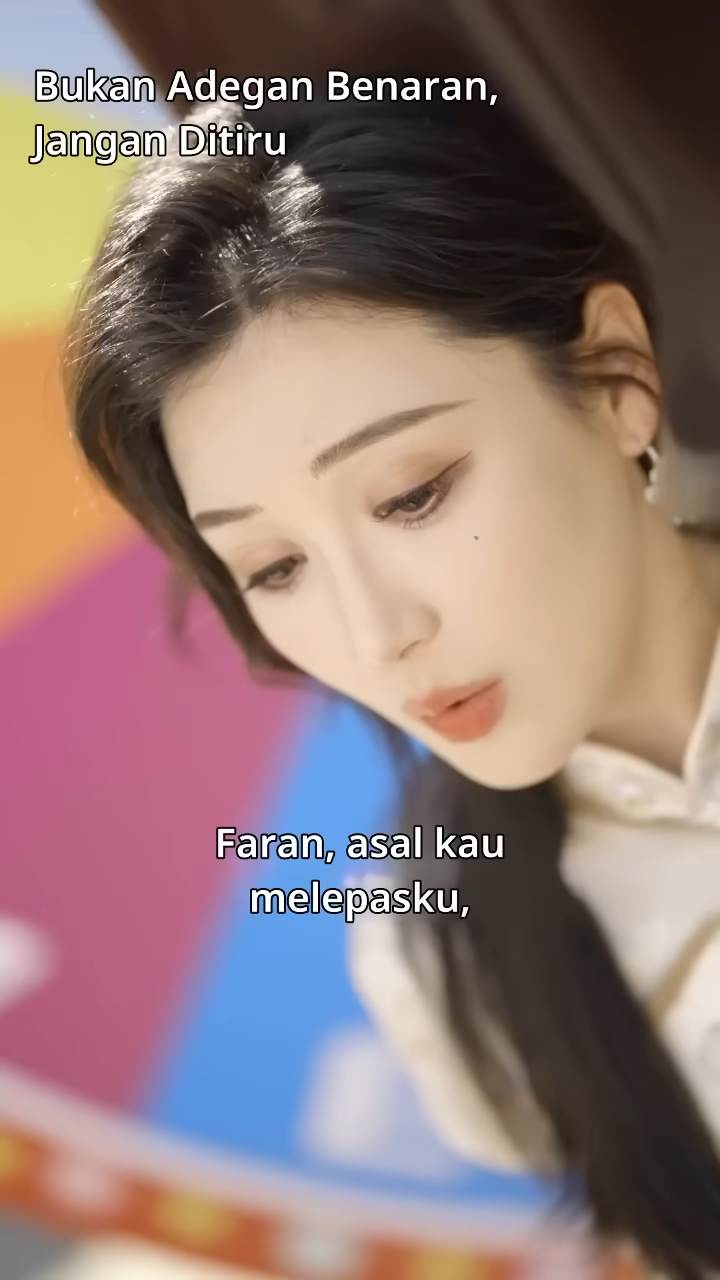 Bukan Adegan Benaran,
Jangan Ditiru
Faran, asal kau
melepasku,